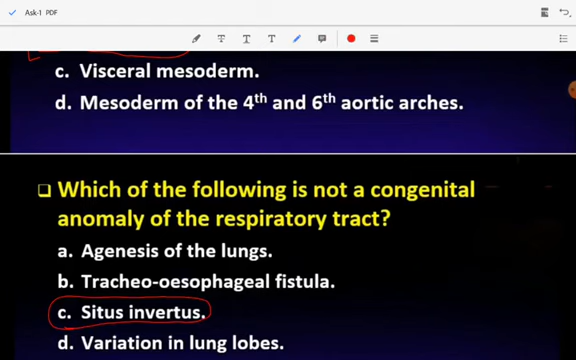 Ask-1
PDF
c. Visceral mesoderm.
d. Mesoderm of the 4th and 6th aortic arches.
Which of the following is not a congenital
anomaly of the respiratory tract?
a. Agenesis of the lungs.
b. Tracheo-oesophageal fistula.
c. Situs invertus.
d. Variation in lung lobes.